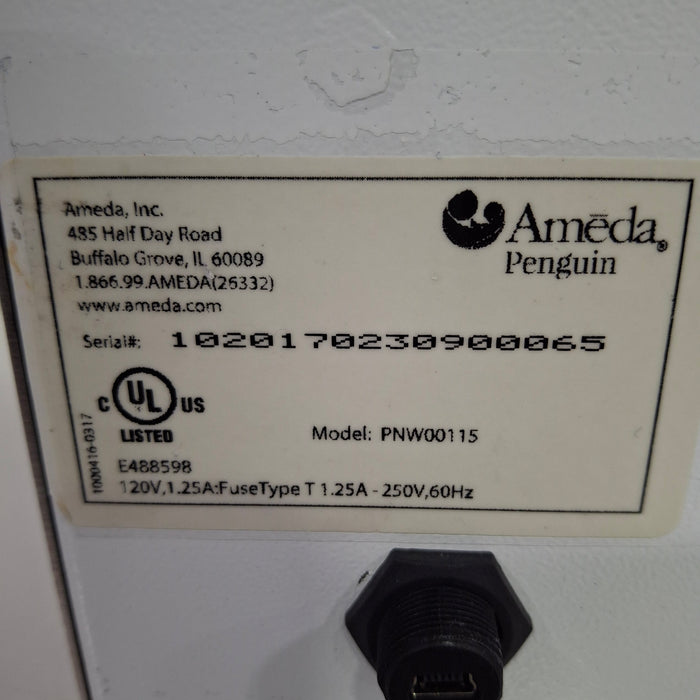 Ameda, Inc.
485 Half Day Road
Buffalo Grove, IL 60089
1.866.99.AMEDA(26332)
www.ameda.com
Amēda®
Penguin
Serial#: 1020170230900065
C UL US
LISTED
Model: PNW00115
E488598
120V,1.25A:FuseType T 1.25A - 250V,60Hz
1000416-0317